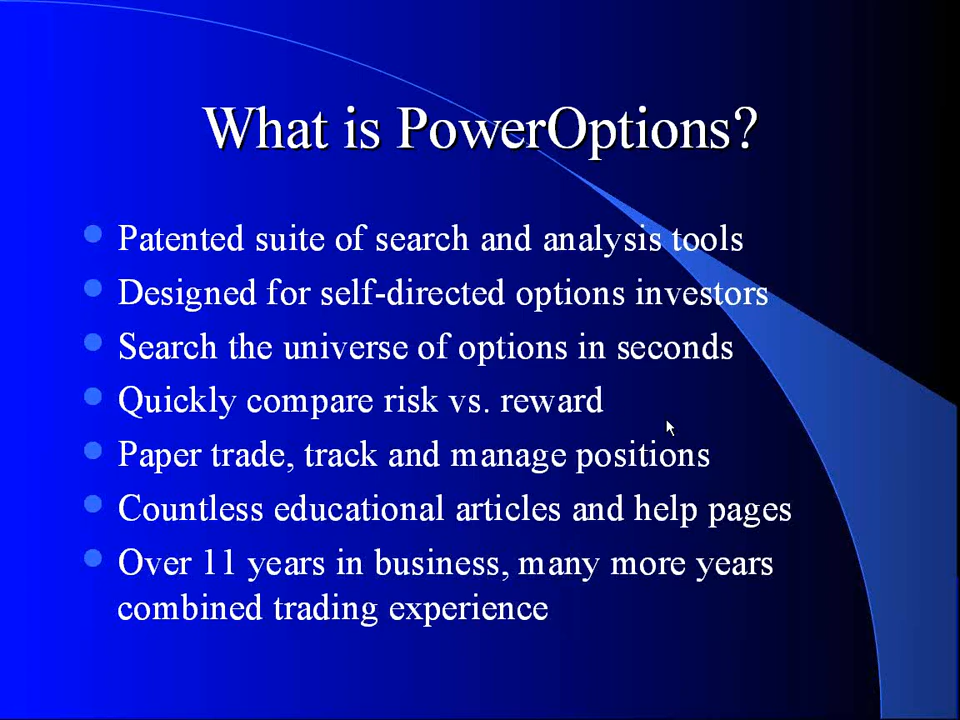 What is PowerOptions?
Patented suite of search and analysis tools
Designed for self-directed options investors
Search the universe of options in seconds
Quickly compare risk vs. reward
Paper trade, track and manage positions
Countless educational articles and help pages
Over 11 years in business, many more years
combined trading experience